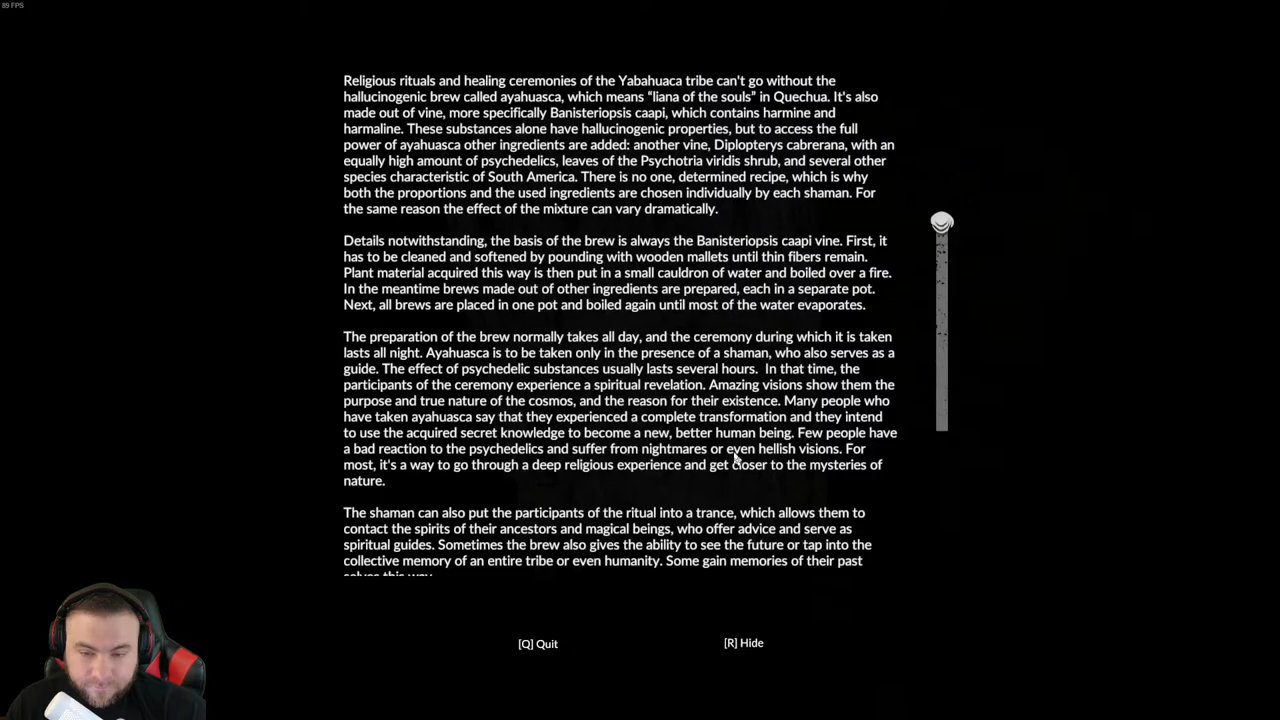 89 FPS
Religious rituals and healing ceremonies of the Yabahuaca tribe can't go without the
hallucinogenic brew called ayahuasca, which means “liana of the souls” in Quechua. It's also
made out of vine, more specifically Banisteriopsis caapi, which contains harmine and
harmaline. These substances alone have hallucinogenic properties, but to access the full
power of ayahuasca other ingredients are added: another vine, Diplopterys cabrerana, with an
equally high amount of psychedelics, leaves of the Psychotria viridis shrub, and several other
species characteristic of South America. There is no one, determined recipe, which is why
both the proportions and the used ingredients are chosen individually by each shaman. For
the same reason the effect of the mixture can vary dramatically.
Details notwithstanding, the basis of the brew is always the Banisteriopsis caapi vine. First, it
has to be cleaned and softened by pounding with wooden mallets until thin fibers remain.
Plant material acquired this way is then put in a small cauldron of water and boiled over a fire.
In the meantime brews made out of other ingredients are prepared, each in a separate pot.
Next, all brews are placed in one pot and boiled again until most of the water evaporates.
The preparation of the brew normally takes all day, and the ceremony during which it is taken
lasts all night. Ayahuasca is to be taken only in the presence of a shaman, who also serves as a
guide. The effect of psychedelic substances usually lasts several hours. In that time, the
participants of the ceremony experience a spiritual revelation. Amazing visions show them the
purpose and true nature of the cosmos, and the reason for their existence. Many people who
have taken ayahuasca say that they experienced a complete transformation and they intend
to use the acquired secret knowledge to become a new, better human being. Few people have
a bad reaction to the psychedelics and suffer from nightmares or even hellish visions. For
most, it's a way to go through a deep religious experience and get closer to the mysteries of
nature.
The shaman can also put the participants of the ritual into a trance, which allows them to
contact the spirits of their ancestors and magical beings, who offer advice and serve as
spiritual guides. Sometimes the brew also gives the ability to see the future or tap into the
collective memory of an entire tribe or even humanity. Some gain memories of their past
selves this way.
[Q] Quit
[R] Hide